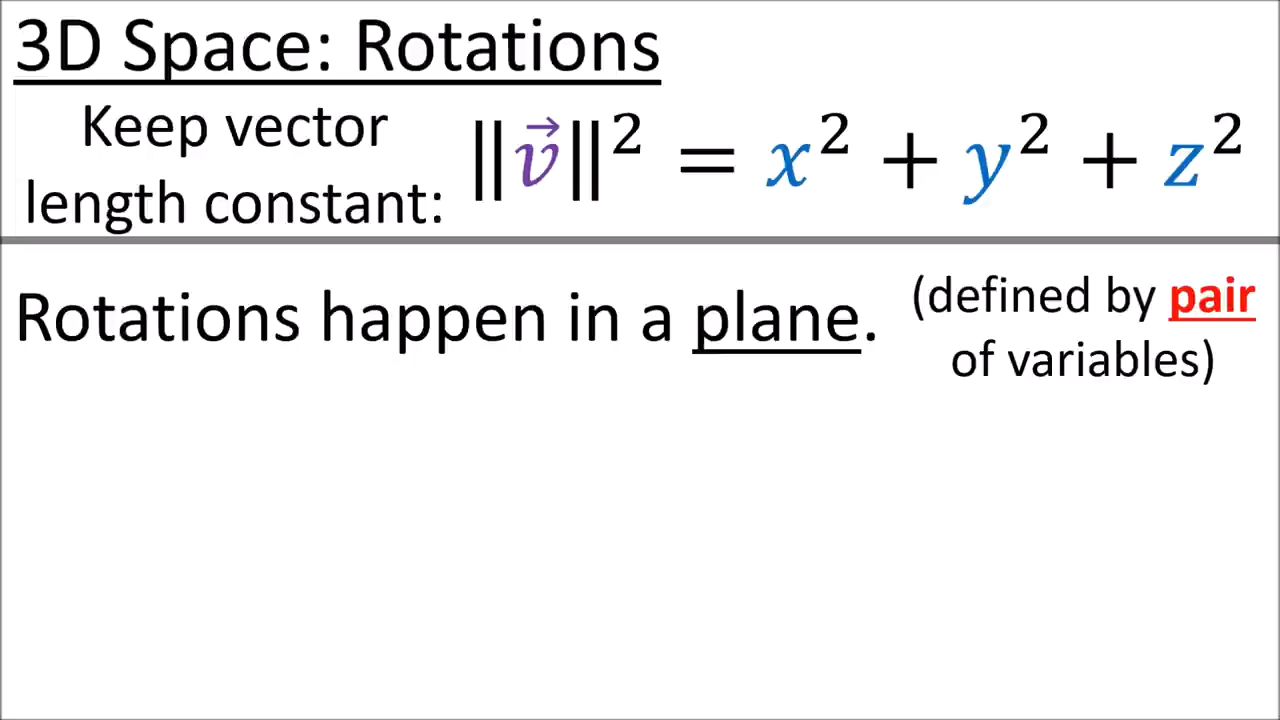 3D Space: Rotations
Keep vector
length constant:
‖v⃗‖² = x² + y² + z²
Rotations happen in a plane.
(defined by pair
of variables)